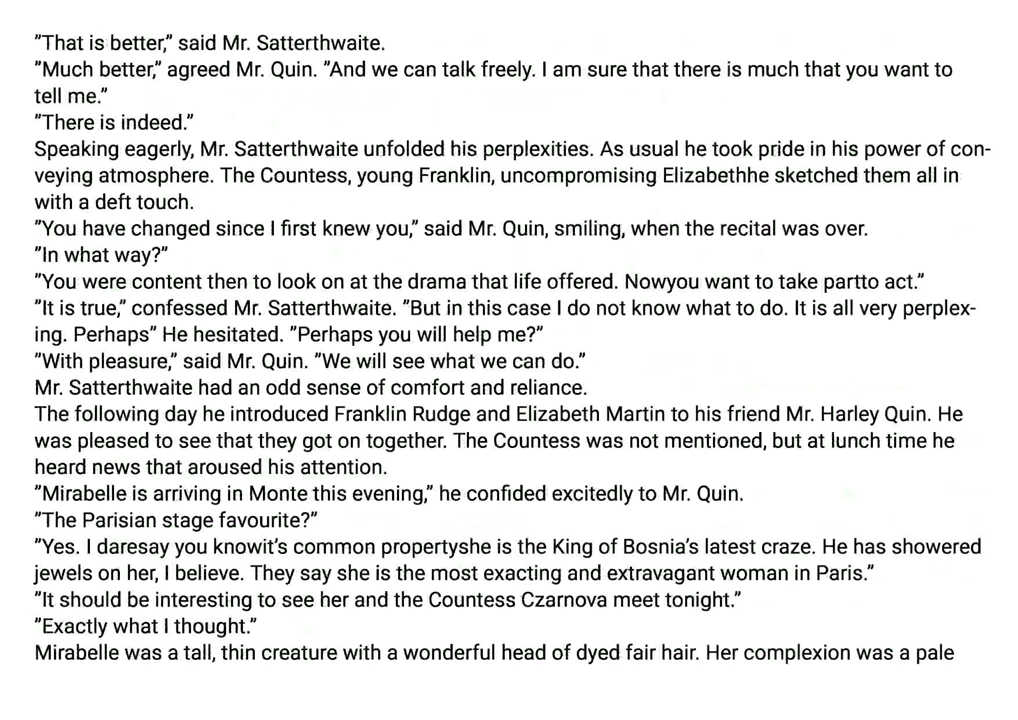 "That is better," said Mr. Satterthwaite.
"Much better," agreed Mr. Quin. "And we can talk freely. I am sure that there is much that you want to
tell me."
"There is indeed."
Speaking eagerly, Mr. Satterthwaite unfolded his perplexities. As usual he took pride in his power of con-
veying atmosphere. The Countess, young Franklin, uncompromising Elizabethhe sketched them all in
with a deft touch.
"You have changed since I first knew you," said Mr. Quin, smiling, when the recital was over.
"In what way?"
"You were content then to look on at the drama that life offered. Nowyou want to take partto act."
"It is true," confessed Mr. Satterthwaite. "But in this case I do not know what to do. It is all very perplex-
ing. Perhaps" He hesitated. "Perhaps you will help me?"
"With pleasure," said Mr. Quin. "We will see what we can do."
Mr. Satterthwaite had an odd sense of comfort and reliance.
The following day he introduced Franklin Rudge and Elizabeth Martin to his friend Mr. Harley Quin. He
was pleased to see that they got on together. The Countess was not mentioned, but at lunch time he
heard news that aroused his attention.
"Mirabelle is arriving in Monte this evening," he confided excitedly to Mr. Quin.
"The Parisian stage favourite?"
"Yes. I daresay you knowit's common propertyshe is the King of Bosnia's latest craze. He has showered
jewels on her, I believe. They say she is the most exacting and extravagant woman in Paris."
"It should be interesting to see her and the Countess Czarnova meet tonight."
"Exactly what I thought."
Mirabelle was a tall, thin creature with a wonderful head of dyed fair hair. Her complexion was a pale